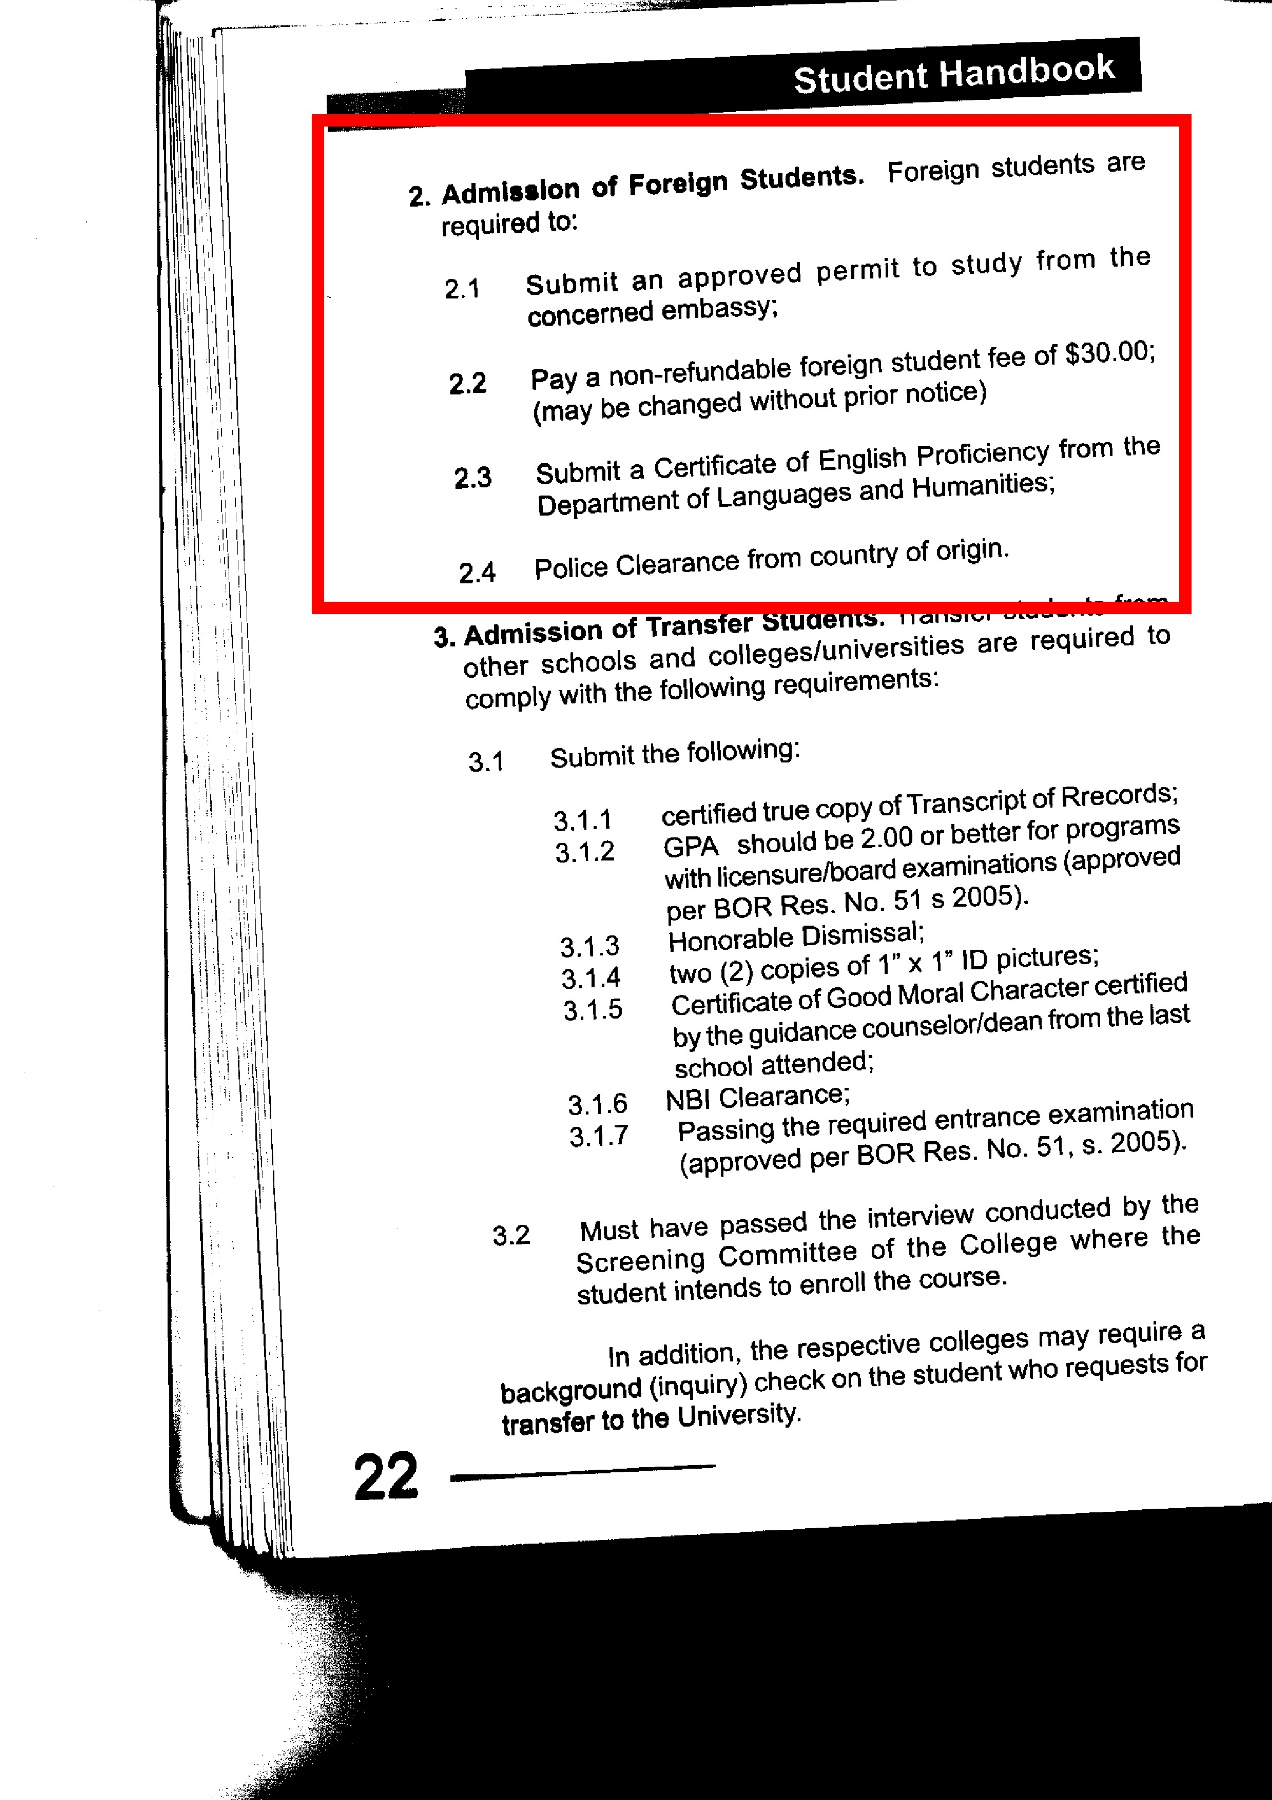 Student Handbook
2. Admission of Foreign Students. Foreign students are
required to:
2.1 Submit an approved permit to study from the
concerned embassy;
2.2 Pay a non-refundable foreign student fee of $30.00;
(may be changed without prior notice)
2.3 Submit a Certificate of English Proficiency from the
Department of Languages and Humanities;
2.4 Police Clearance from country of origin.
3. Admission of Transfer Students. Transfer students from
other schools and colleges/universities are required to
comply with the following requirements:
3.1 Submit the following:
3.1.1 certified true copy of Transcript of Rrecords;
3.1.2 GPA should be 2.00 or better for programs
with licensure/board examinations (approved
per BOR Res. No. 51 s 2005).
3.1.3 Honorable Dismissal;
3.1.4 two (2) copies of 1" x 1" ID pictures;
3.1.5 Certificate of Good Moral Character certified
by the guidance counselor/dean from the last
school attended;
3.1.6 NBI Clearance;
3.1.7 Passing the required entrance examination
(approved per BOR Res. No. 51, s. 2005).
3.2 Must have passed the interview conducted by the
Screening Committee of the College where the
student intends to enroll the course.
In addition, the respective colleges may require a
background (inquiry) check on the student who requests for
transfer to the University.
22